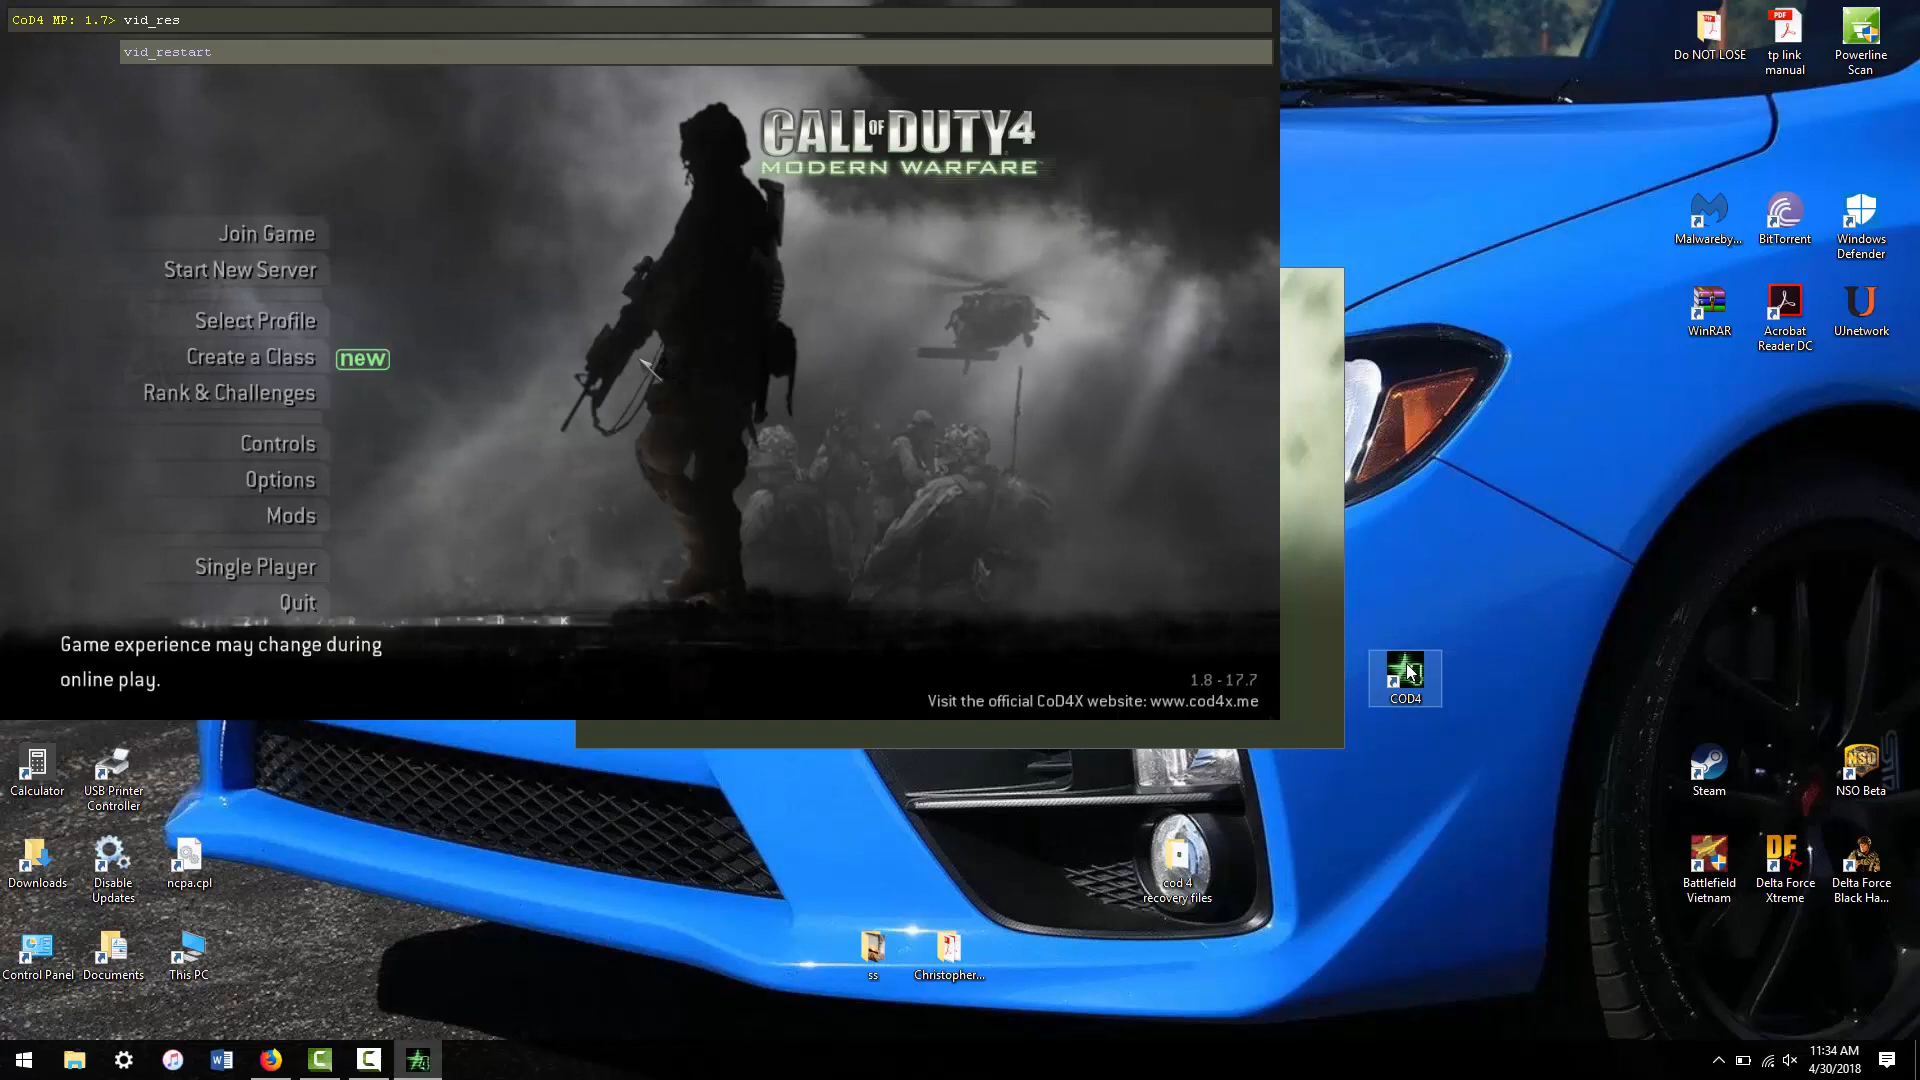 CoD4 MP: 1.7> vid_res
vid_restart
CALL OF DUTY 4
MODERN WARFARE
Join Game
Start New Server
Select Profile
Create a Class new
Rank & Challenges
Controls
Options
Mods
Single Player
Quit
Game experience may change during
online play.
1.8 - 17.7
Visit the official CoD4X website: www.cod4x.me
Do NOT LOSE
tp link
manual
Powerline
Scan
Malwareby...
BitTorrent
Windows
Defender
WinRAR
Acrobat
Reader DC
UJnetwork
COD4
Calculator
USB Printer
Controller
Steam
NSO Beta
Downloads
Disable
Updates
ncpa.cpl
cod 4
recovery files
Battlefield
Vietnam
Delta Force
Xtreme
Delta Force
Black Ha...
Control Panel
Documents
This PC
ss
Christopher...
11:34 AM
4/30/2018